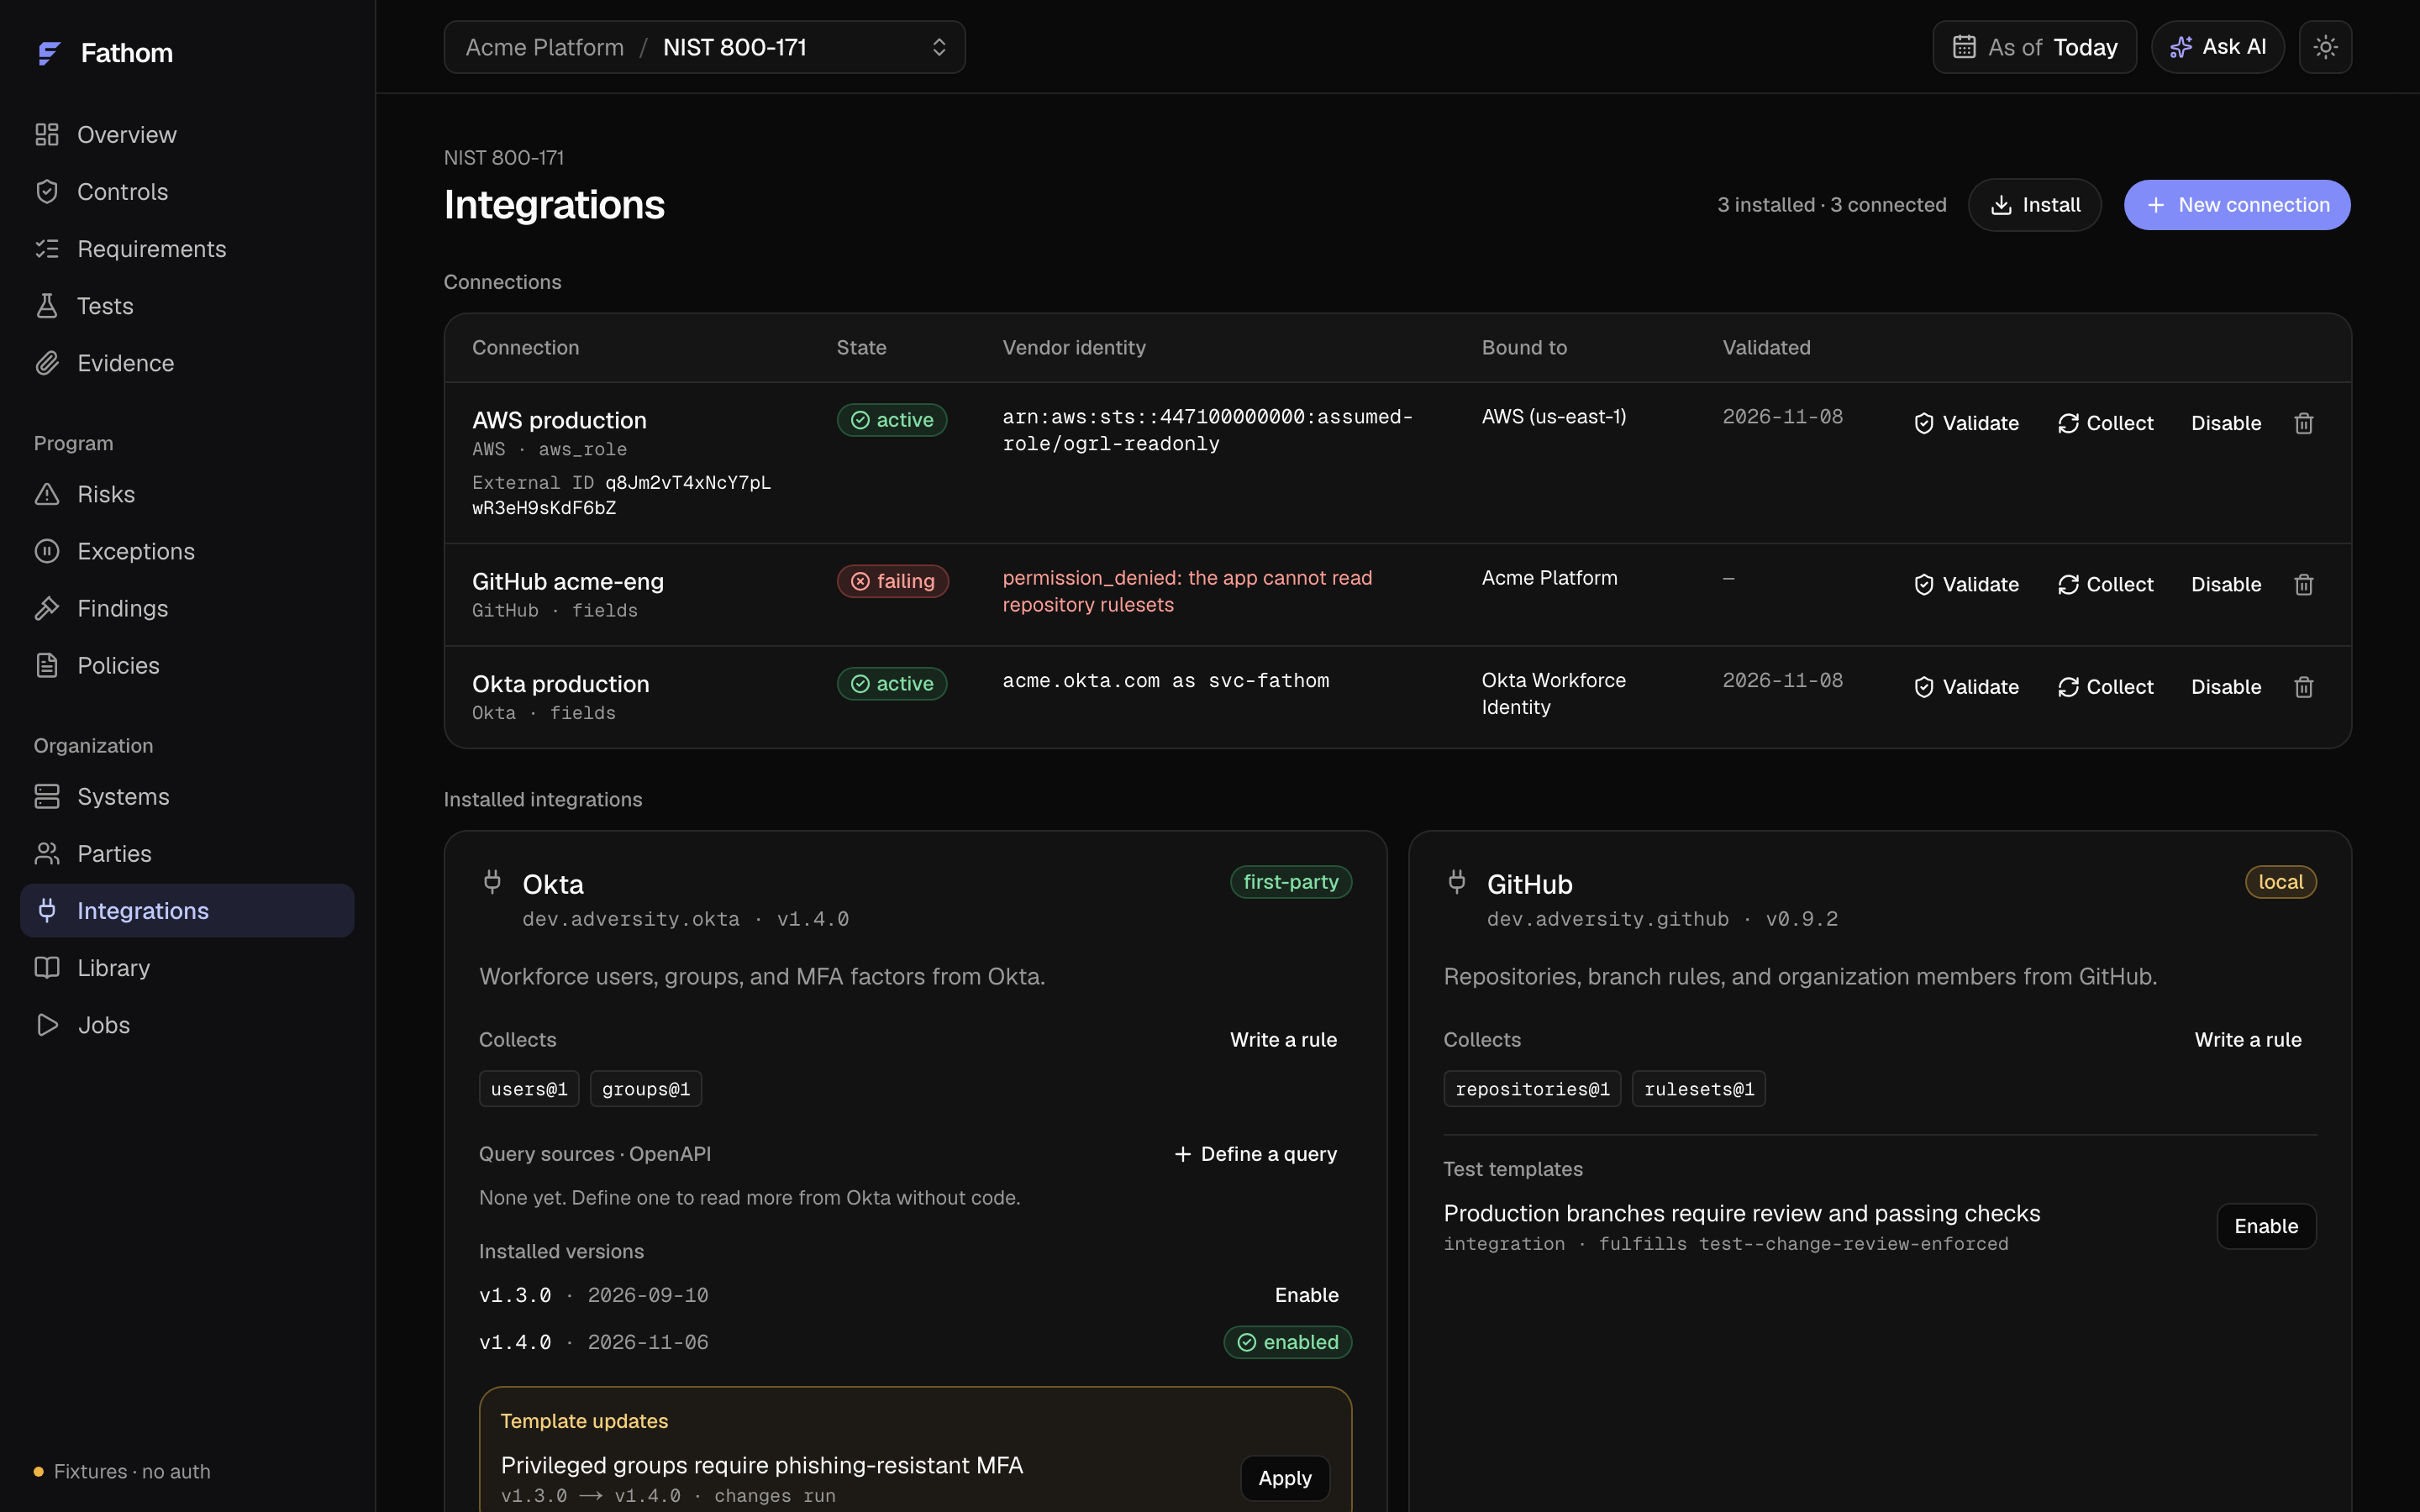 Fathom
Overview
Controls
Requirements
Tests
Evidence
Program
Risks
Exceptions
Findings
Policies
Organization
Systems
Parties
Integrations
Library
Jobs
Fixtures · no auth
Acme Platform / NIST 800-171
As of Today
Ask AI
NIST 800-171
Integrations
3 installed · 3 connected
Install
New connection
Connections
Connection State Vendor identity Bound to Validated
AWS production
AWS · aws_role
External ID q8Jm2vT4xNcY7pL
wR3eH9sKdF6bZ
active
arn:aws:sts::447100000000:assumed-
role/ogrl-readonly
AWS (us-east-1)
2026-11-08
Validate Collect Disable
GitHub acme-eng
GitHub · fields
failing
permission_denied: the app cannot read
repository rulesets
Acme Platform
—
Validate Collect Disable
Okta production
Okta · fields
active
acme.okta.com as svc-fathom
Okta Workforce
Identity
2026-11-08
Validate Collect Disable
Installed integrations
Okta
first-party
dev.adversity.okta · v1.4.0
Workforce users, groups, and MFA factors from Okta.
Collects
Write a rule
users@1 groups@1
Query sources · OpenAPI
Define a query
None yet. Define one to read more from Okta without code.
Installed versions
v1.3.0 · 2026-09-10
Enable
v1.4.0 · 2026-11-06
enabled
Template updates
Privileged groups require phishing-resistant MFA
v1.3.0 → v1.4.0 · changes run
Apply
GitHub
local
dev.adversity.github · v0.9.2
Repositories, branch rules, and organization members from GitHub.
Collects
Write a rule
repositories@1 rulesets@1
Test templates
Production branches require review and passing checks
integration · fulfills test--change-review-enforced
Enable